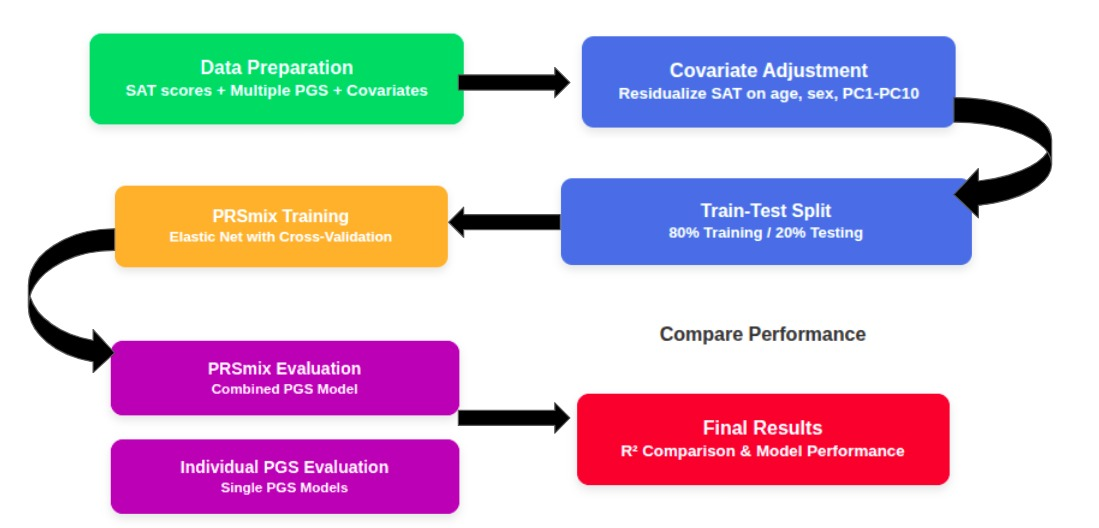 Data Preparation
SAT scores + Multiple PGS + Covariates
Covariate Adjustment
Residualize SAT on age, sex, PC1-PC10
Train-Test Split
80% Training / 20% Testing
PRSmix Training
Elastic Net with Cross-Validation
PRSmix Evaluation
Combined PGS Model
Individual PGS Evaluation
Single PGS Models
Compare Performance
Final Results
R² Comparison & Model Performance